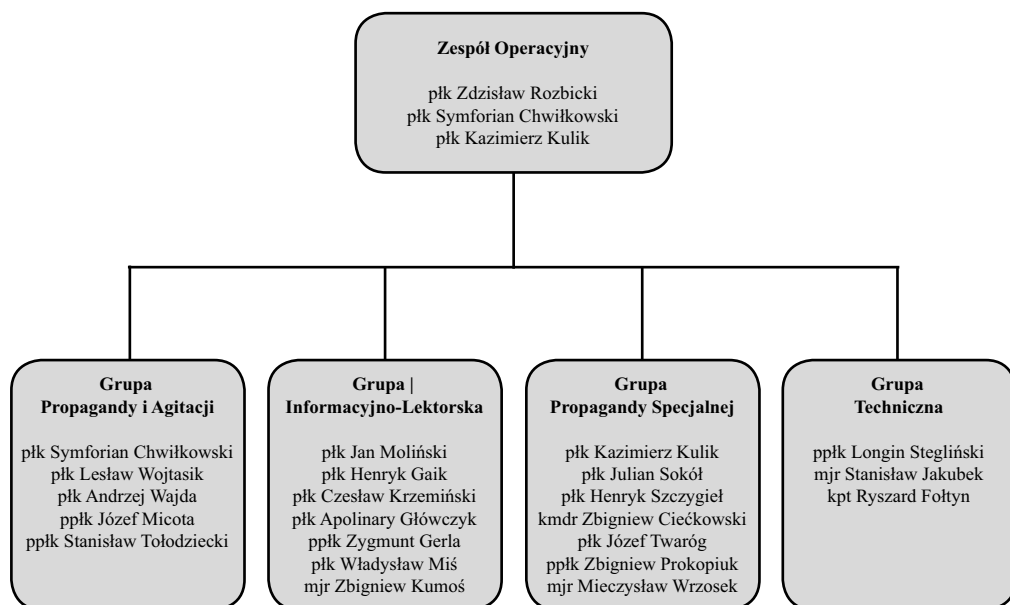 Zespół Operacyjny
płk Zdzisław Rozbicki
płk Symforian Chwiłkowski
płk Kazimierz Kulik
Grupa
Propagandy i Agitacji
płk Symforian Chwiłkowski
płk Lesław Wojtasik
płk Andrzej Wajda
ppłk Józef Micota
ppłk Stanisław Tołodziecki
Grupa |
Informacyjno-Lektorska
płk Jan Moliński
płk Henryk Gaik
płk Czesław Krzemiński
płk Apolinary Główczyk
ppłk Zygmunt Gerla
płk Władysław Miś
mjr Zbigniew Kumoś
Grupa
Propagandy Specjalnej
płk Kazimierz Kulik
płk Julian Sokół
płk Henryk Szczygieł
kmdr Zbigniew Ciećkowski
płk Józef Twaróg
ppłk Zbigniew Prokopiuk
mjr Mieczysław Wrzosek
Grupa
Techniczna
ppłk Longin Stegliński
mjr Stanisław Jakubek
kpt Ryszard Fołtyn